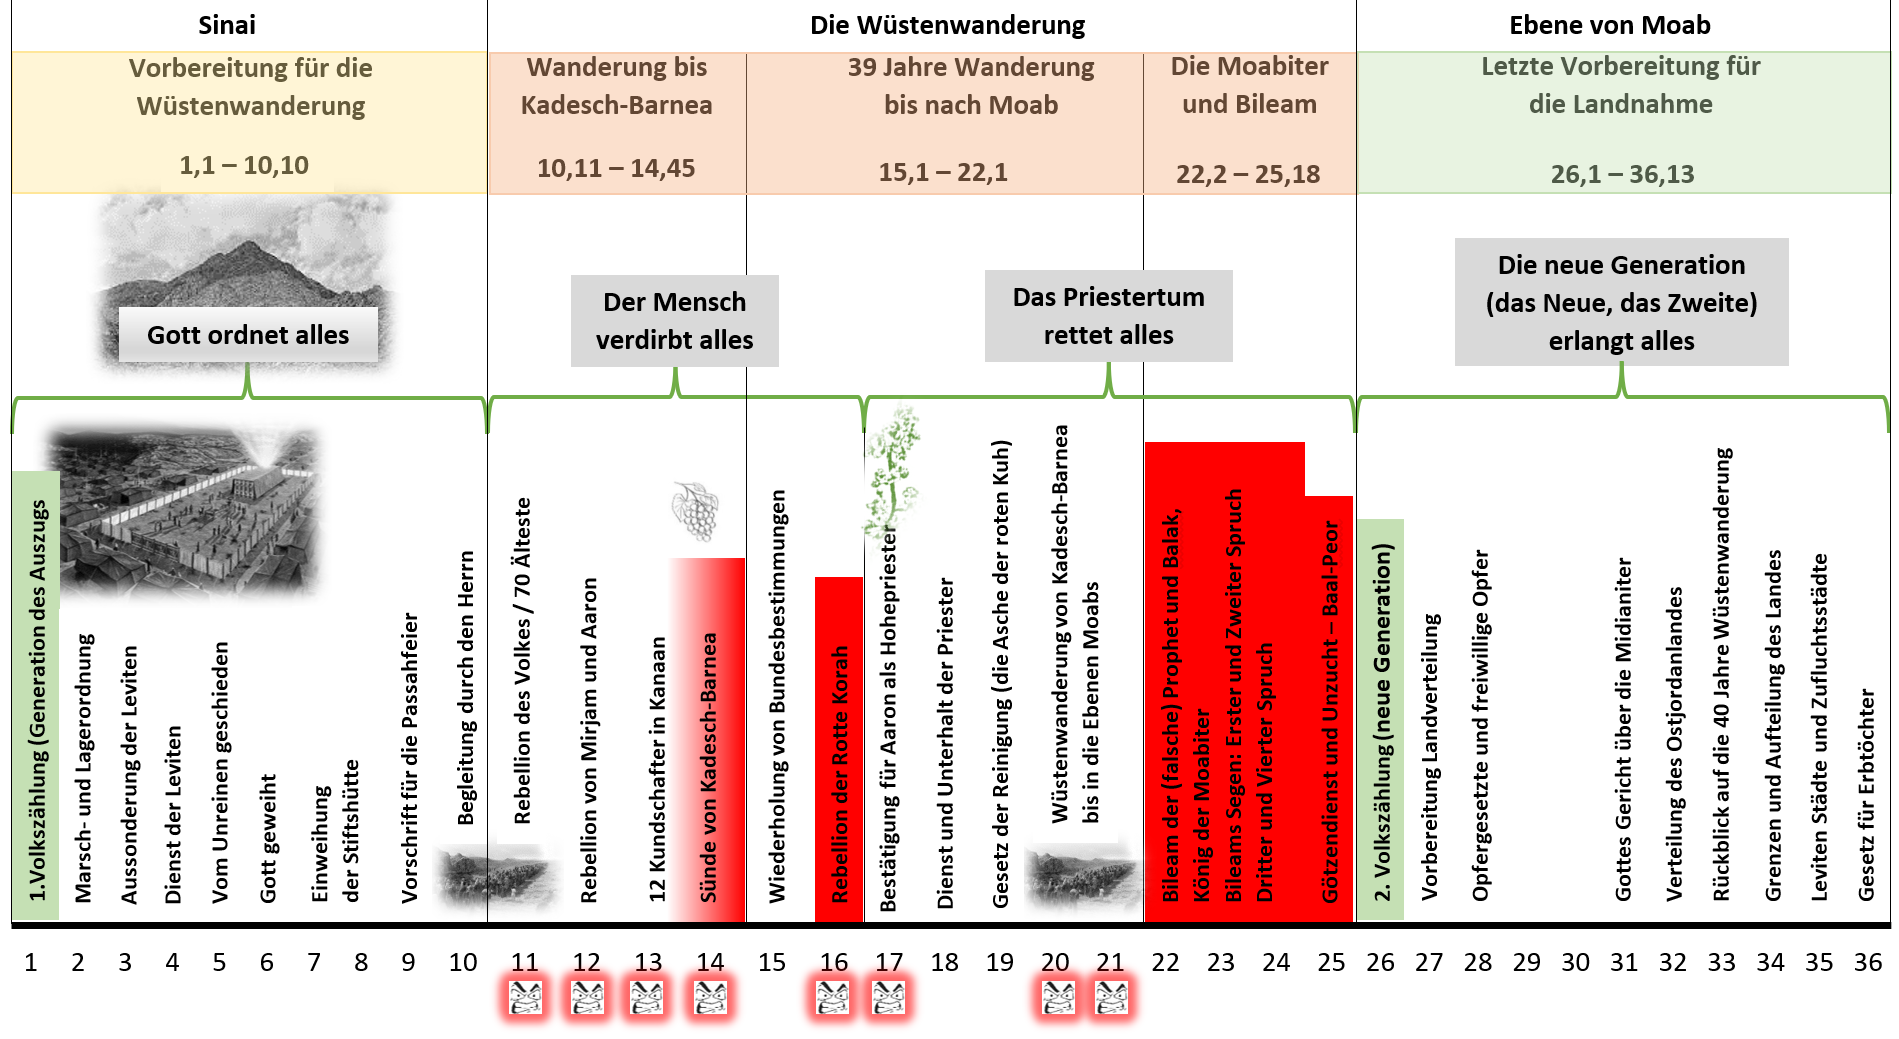 Sinai
Die Wüstenwanderung
Ebene von Moab
Vorbereitung für die
Wüstenwanderung
1,1 – 10,10
Wanderung bis
Kadesch-Barnea
10,11 – 14,45
39 Jahre Wanderung
bis nach Moab
15,1 – 22,1
Die Moabiter
und Bileam
22,2 – 25,18
Letzte Vorbereitung für
die Landnahme
26,1 – 36,13
Gott ordnet alles
Der Mensch
verdirbt alles
Das Priestertum
rettet alles
Die neue Generation
(das Neue, das Zweite)
erlangt alles
1.Volkszählung (Generation des Auszugs
Marsch- und Lagerordnung
Aussonderung der Leviten
Dienst der Leviten
Vom Unreinen geschieden
Gott geweiht
Einweihung
der Stiftshütte
Vorschrift für die Passahfeier
Begleitung durch den Herrn
Rebellion des Volkes / 70 Älteste
Rebellion von Mirjam und Aaron
12 Kundschafter in Kanaan
Sünde von Kadesch-Barnea
Wiederholung von Bundesbestimmungen
Rebellion der Rotte Korah
Bestätigung für Aaron als Hohepriester
Dienst und Unterhalt der Priester
Gesetz der Reinigung (die Asche der roten Kuh)
Wüstenwanderung von Kadesch-Barnea
bis in die Ebenen Moabs
Bileam der (falsche) Prophet und Balak,
König der Moabiter
Bileams Segen: Erster und Zweiter Spruch
Dritter und Vierter Spruch
Götzendienst und Unzucht – Baal-Peor
2. Volkszählung (neue Generation)
Vorbereitung Landverteilung
Opfergesetzte und freiwillige Opfer
Gottes Gericht über die Midianiter
Verteilung des Ostjordanlandes
Rückblick auf die 40 Jahre Wüstenwanderung
Grenzen und Aufteilung des Landes
Leviten Städte und Zufluchtsstädte
Gesetz für Erbtöchter
1 2 3 4 5 6 7 8 9 10 11 12 13 14 15 16 17 18 19 20 21 22 23 24 25 26 27 28 29 30 31 32 33 34 35 36